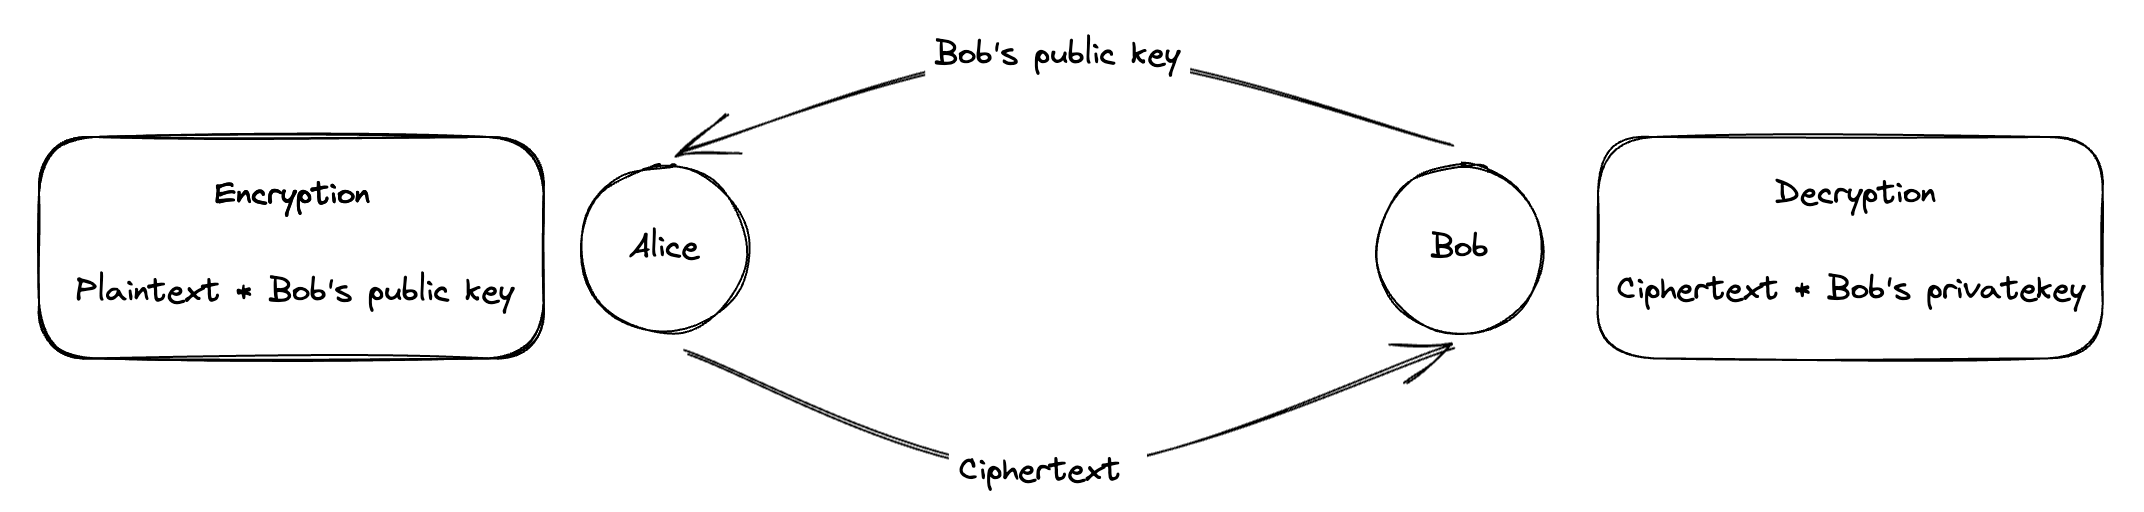 Bob's public key
Encryption
Plaintext * Bob's public key
Alice
Bob
Decryption
Ciphertext * Bob's privatekey
Ciphertext